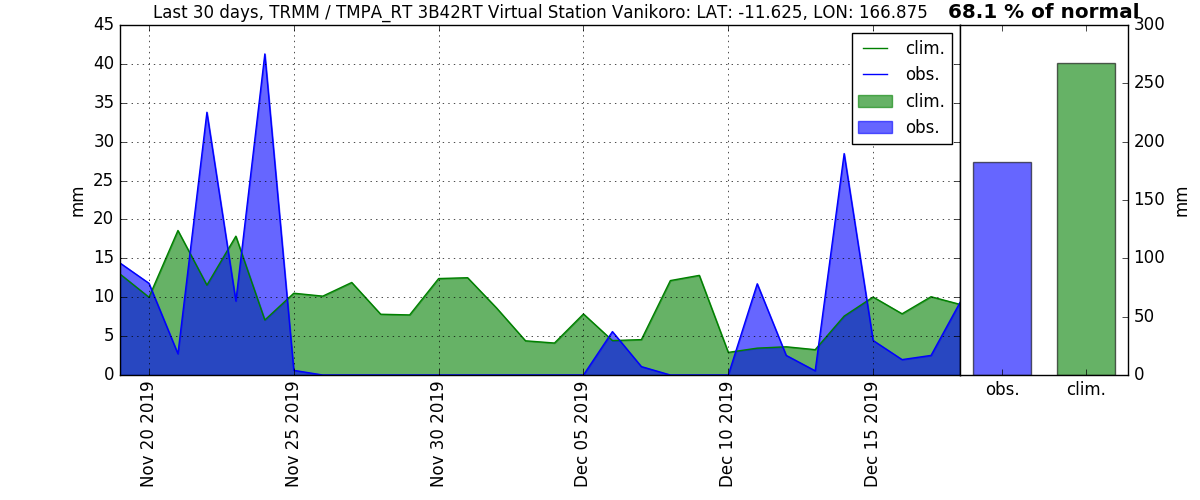 Last 30 days, TRMM / TMPA_RT 3B42RT Virtual Station Vanikoro: LAT: -11.625, LON: 166.875
68.1 % of normal
mm
45
40
35
30
25
20
15
10
5
0
clim.
obs.
clim.
obs.
Nov 20 2019
Nov 25 2019
Nov 30 2019
Dec 05 2019
Dec 10 2019
Dec 15 2019
300
250
200
150
100
50
0
mm
obs.
clim.